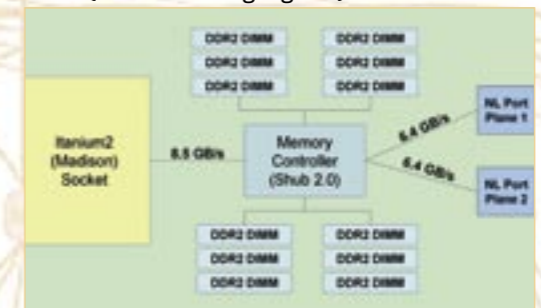 DDR2 DIMM
DDR2 DIMM
DDR2 DIMM
DDR2 DIMM
DDR2 DIMM
DDR2 DIMM
Itanium2
(Madison)
Socket
8.5 GB/s
Memory
Controller
(Shub 2.0)
6.4 GB/s
6.4 GB/s
NL Port
Plane 1
NL Port
Plane 2
DDR2 DIMM
DDR2 DIMM
DDR2 DIMM
DDR2 DIMM
DDR2 DIMM
DDR2 DIMM